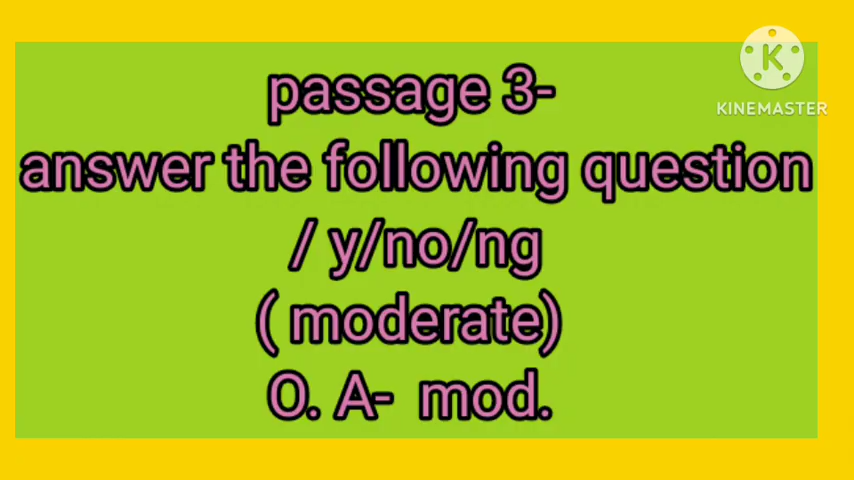 KINEMASTER
passage 3-
answer the following question
/ y/no/ng
( moderate)
O. A-  mod.